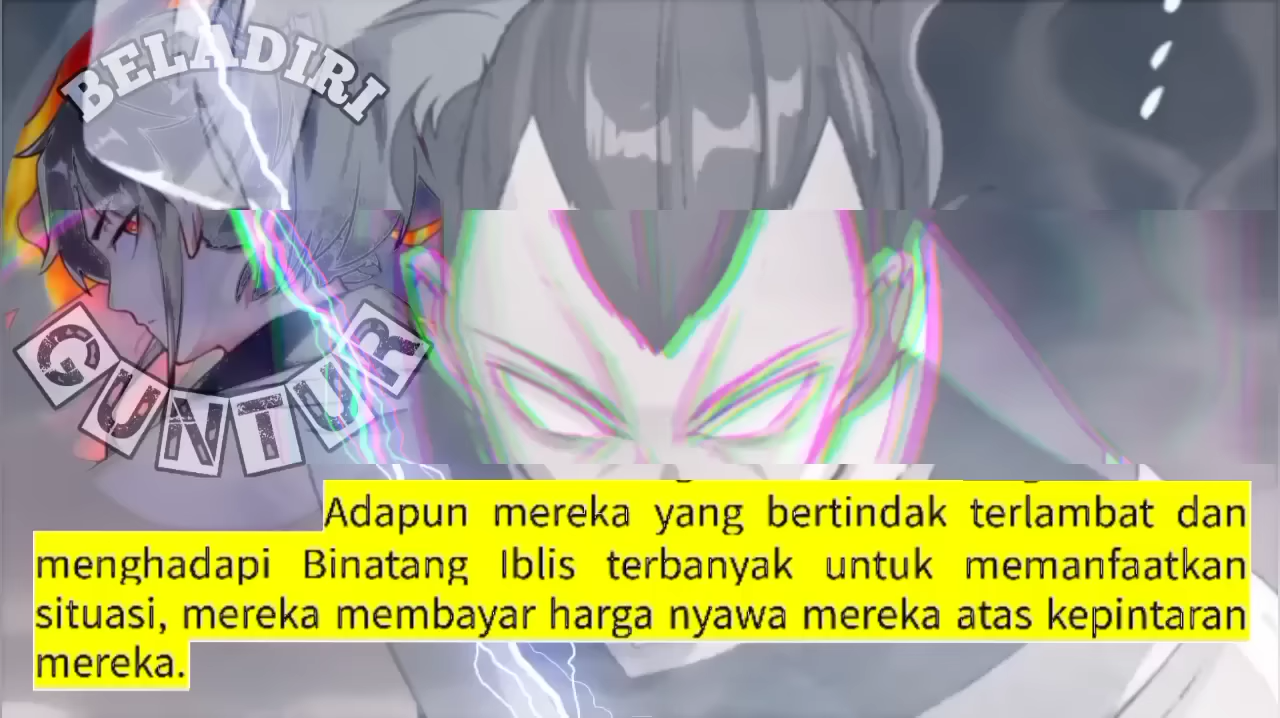 BELADIRI
GUNTUR
Adapun mereka yang bertindak terlambat dan
menghadapi Binatang Iblis terbanyak untuk memanfaatkan
situasi, mereka membayar harga nyawa mereka atas kepintaran
mereka.